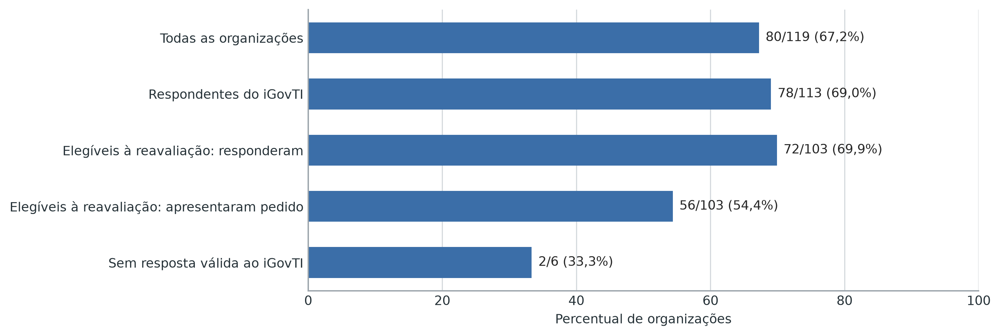 Todas as organizações 80/119 (67,2%)
Respondentes do iGovTI 78/113 (69,0%)
Elegíveis à reavaliação: responderam 72/103 (69,9%)
Elegíveis à reavaliação: apresentaram pedido 56/103 (54,4%)
Sem resposta válida ao iGovTI 2/6 (33,3%)
0 20 40 60 80 100
Percentual de organizações